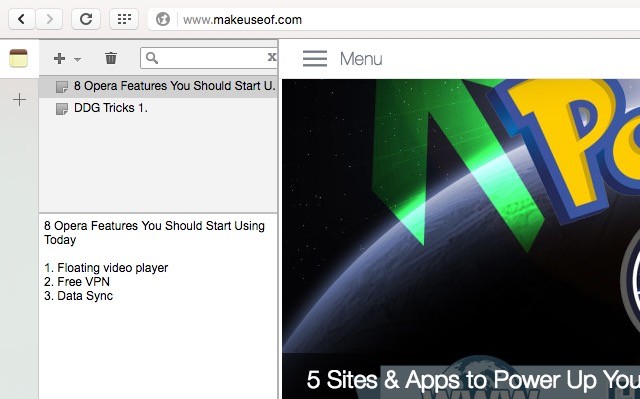 www.makeuseof.com
8 Opera Features You Should Start U.
DDG Tricks 1.
Menu
8 Opera Features You Should Start Using
Today
1. Floating video player
2. Free VPN
3. Data Sync
5 Sites & Apps to Power Up You